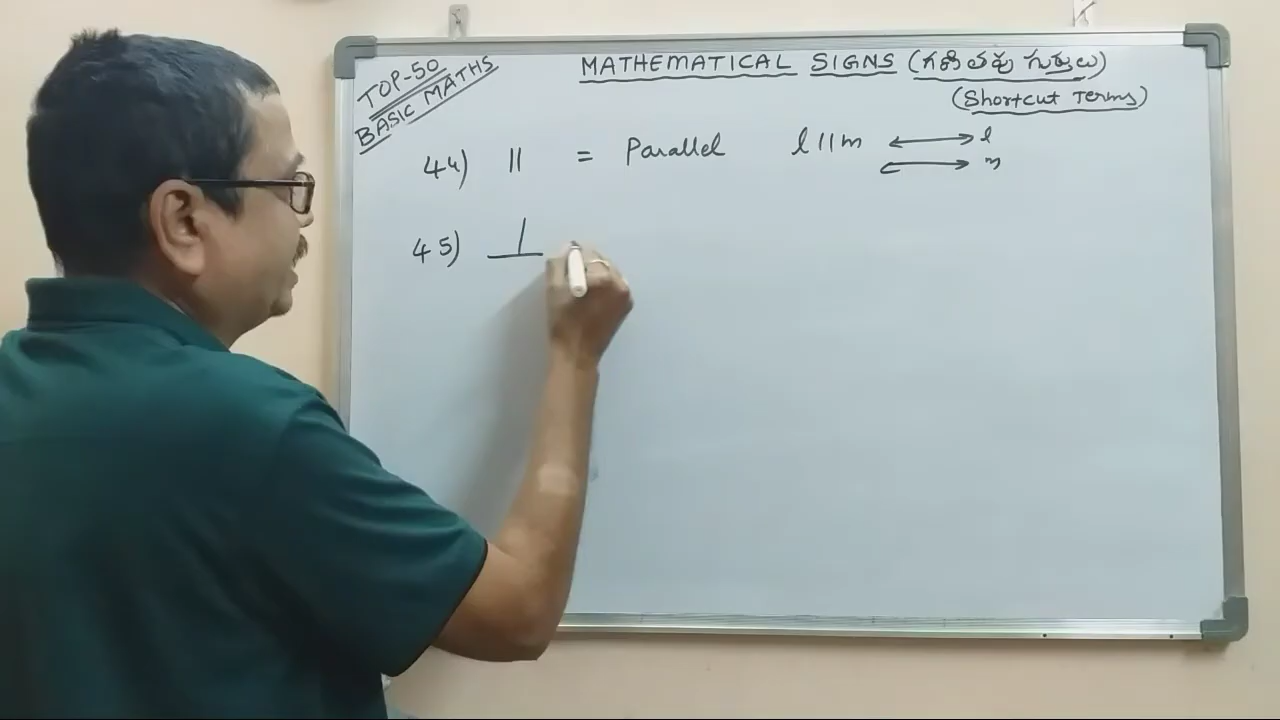 TOP-50
BASIC MATHS
MATHEMATICAL SIGNS (గణితపు గుర్తులు)
(Shortcut Terms)
44) || = Parallel l || m l
m
45) ⊥